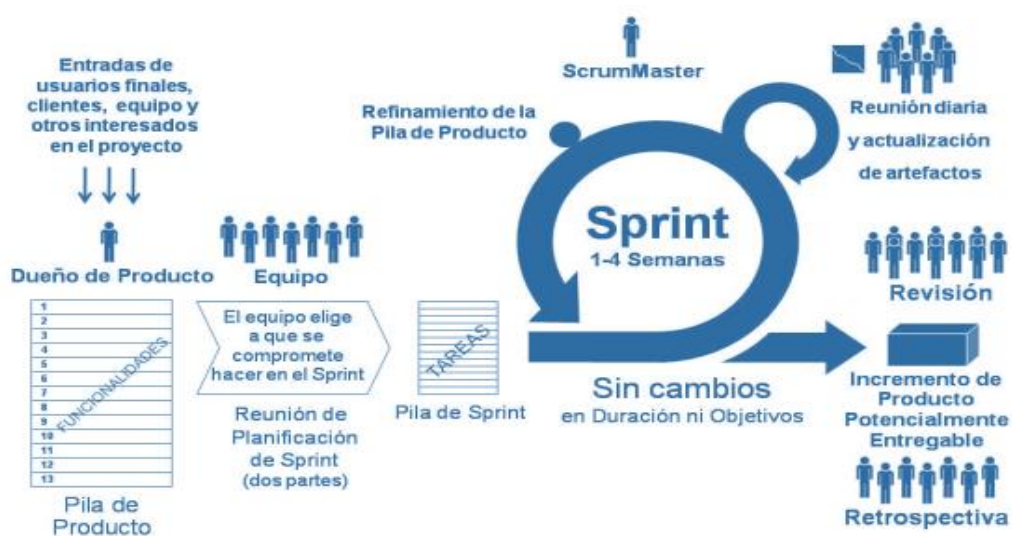 Entradas de
usuarios finales,
clientes, equipo y
otros interesados
en el proyecto
Dueño de Producto
1
2
3
4
5
6
7
8
9
10
11
12
13
FUNCIONALIDADES
Pila de
Producto
Equipo
El equipo elige
a que se
compromete
hacer en el Sprint
Reunión de
Planificación
de Sprint
(dos partes)
TAREAS
Pila de Sprint
ScrumMaster
Refinamiento de la
Pila de Producto
Sprint
1-4 Semanas
Sin cambios
en Duración ni Objetivos
Reunión diaria
y actualización
de artefactos
Revisión
Incremento de
Producto
Potencialmente
Entregable
Retrospectiva